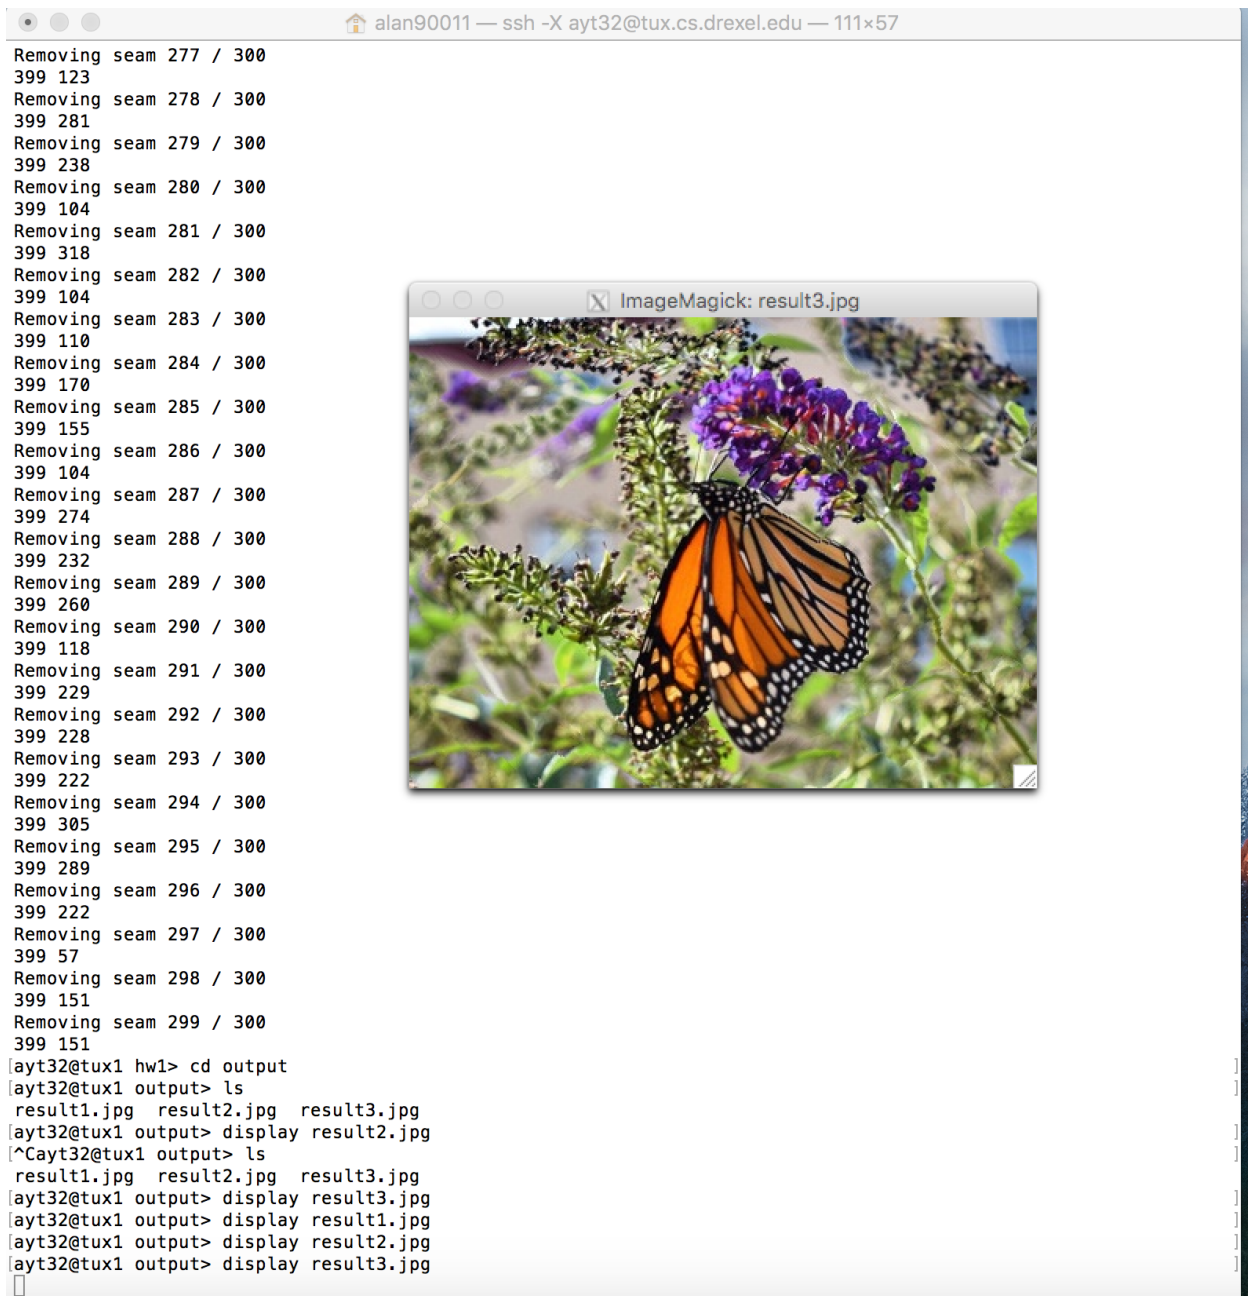 alan90011 — ssh -X ayt32@tux.cs.drexel.edu — 111×57
Removing seam 277 / 300
399 123
Removing seam 278 / 300
399 281
Removing seam 279 / 300
399 238
Removing seam 280 / 300
399 104
Removing seam 281 / 300
399 318
Removing seam 282 / 300
399 104
Removing seam 283 / 300
399 110
Removing seam 284 / 300
399 170
Removing seam 285 / 300
399 155
Removing seam 286 / 300
399 104
Removing seam 287 / 300
399 274
Removing seam 288 / 300
399 232
Removing seam 289 / 300
399 260
Removing seam 290 / 300
399 118
Removing seam 291 / 300
399 229
Removing seam 292 / 300
399 228
Removing seam 293 / 300
399 222
Removing seam 294 / 300
399 305
Removing seam 295 / 300
399 289
Removing seam 296 / 300
399 222
Removing seam 297 / 300
399 57
Removing seam 298 / 300
399 151
Removing seam 299 / 300
399 151
[ayt32@tux1 hw1> cd output ]
[ayt32@tux1 output> ls ]
result1.jpg  result2.jpg  result3.jpg
[ayt32@tux1 output> display result2.jpg ]
[^Cayt32@tux1 output> ls ]
result1.jpg  result2.jpg  result3.jpg
[ayt32@tux1 output> display result3.jpg ]
[ayt32@tux1 output> display result1.jpg ]
[ayt32@tux1 output> display result2.jpg ]
[ayt32@tux1 output> display result3.jpg ]
X ImageMagick: result3.jpg